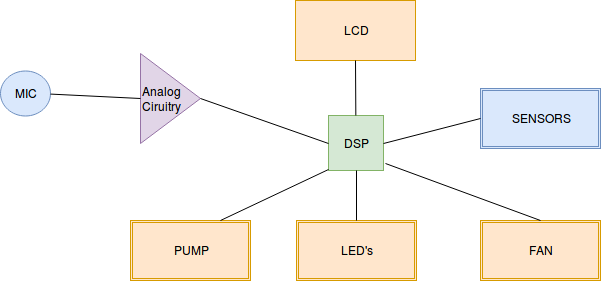 LCD
MIC
Analog
Ciruitry
SENSORS
DSP
PUMP
LED's
FAN